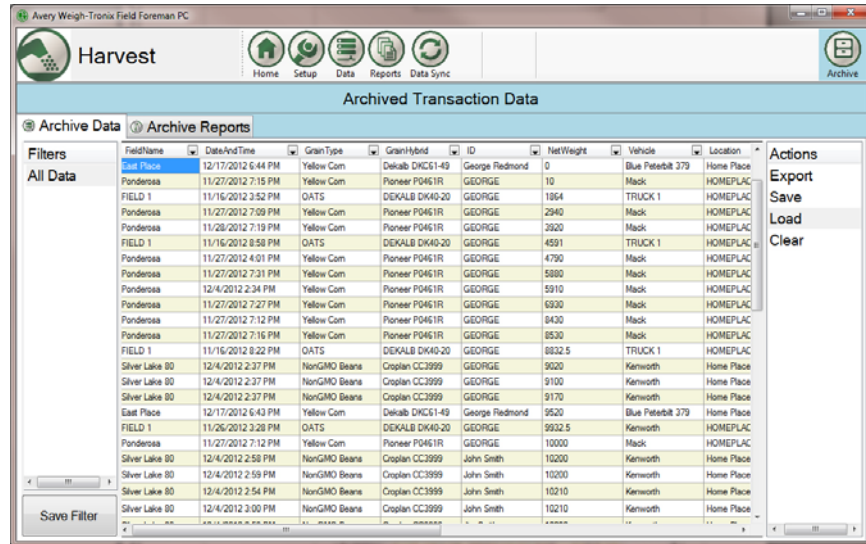 Avery Weigh-Tronix Field Foreman PC
Harvest
Home Setup Data Reports Data Sync
Archive
Archived Transaction Data
Archive Data Archive Reports
Filters
All Data
Save Filter
FieldName DateAndTime GrainType GrainHybrid ID NetWeight Vehicle Location
East Place 12/17/2012 6:44 PM Yellow Corn Dekalb DKC61-49 George Redmond 0 Blue Peterbilt 379 Home Place
Ponderosa 11/27/2012 7:15 PM Yellow Corn Pioneer P0461R GEORGE 10 Mack HOMEPLAC
FIELD 1 11/16/2012 3:52 PM OATS DEKALB DK40-20 GEORGE 1864 TRUCK 1 HOMEPLAC
Ponderosa 11/27/2012 7:09 PM Yellow Corn Pioneer P0461R GEORGE 2940 Mack HOMEPLAC
Ponderosa 11/28/2012 7:19 PM Yellow Corn Pioneer P0461R GEORGE 3920 Mack HOMEPLAC
FIELD 1 11/16/2012 8:58 PM OATS DEKALB DK40-20 GEORGE 4591 TRUCK 1 HOMEPLAC
Ponderosa 11/27/2012 4:01 PM Yellow Corn Pioneer P0461R GEORGE 4790 Mack HOMEPLAC
Ponderosa 11/27/2012 7:31 PM Yellow Corn Pioneer P0461R GEORGE 5880 Mack HOMEPLAC
Ponderosa 12/4/2012 2:34 PM Yellow Corn Pioneer P0461R GEORGE 5910 Mack HOMEPLAC
Ponderosa 11/27/2012 7:27 PM Yellow Corn Pioneer P0461R GEORGE 6930 Mack HOMEPLAC
Ponderosa 11/27/2012 7:12 PM Yellow Corn Pioneer P0461R GEORGE 8430 Mack HOMEPLAC
Ponderosa 11/27/2012 7:16 PM Yellow Corn Pioneer P0461R GEORGE 8530 Mack HOMEPLAC
FIELD 1 11/16/2012 8:22 PM OATS DEKALB DK40-20 GEORGE 8832.5 TRUCK 1 HOMEPLAC
Silver Lake 80 12/4/2012 2:37 PM NonGMO Beans Croplan CC3999 GEORGE 9020 Kenworth Home Place
Silver Lake 80 12/4/2012 2:37 PM NonGMO Beans Croplan CC3999 GEORGE 9100 Kenworth Home Place
Silver Lake 80 12/4/2012 2:37 PM NonGMO Beans Croplan CC3999 GEORGE 9170 Kenworth Home Place
East Place 12/17/2012 6:43 PM Yellow Corn Dekalb DKC61-49 George Redmond 9520 Blue Peterbilt 379 Home Place
FIELD 1 11/26/2012 3:28 PM OATS DEKALB DK40-20 GEORGE 9932.5 Kenworth HOMEPLAC
Ponderosa 11/27/2012 7:12 PM Yellow Corn Pioneer P0461R GEORGE 10000 Mack HOMEPLAC
Silver Lake 80 12/4/2012 2:58 PM NonGMO Beans Croplan CC3999 John Smith 10200 Kenworth Home Place
Silver Lake 80 12/4/2012 2:59 PM NonGMO Beans Croplan CC3999 John Smith 10200 Kenworth Home Place
Silver Lake 80 12/4/2012 2:54 PM NonGMO Beans Croplan CC3999 John Smith 10210 Kenworth Home Place
Silver Lake 80 12/4/2012 3:00 PM NonGMO Beans Croplan CC3999 John Smith 10210 Kenworth Home Place
Actions
Export
Save
Load
Clear